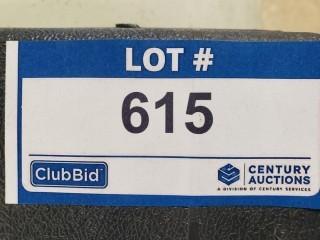 LOT #
615
ClubBid
CENTURY
AUCTIONS
A DIVISION OF CENTURY SERVICES